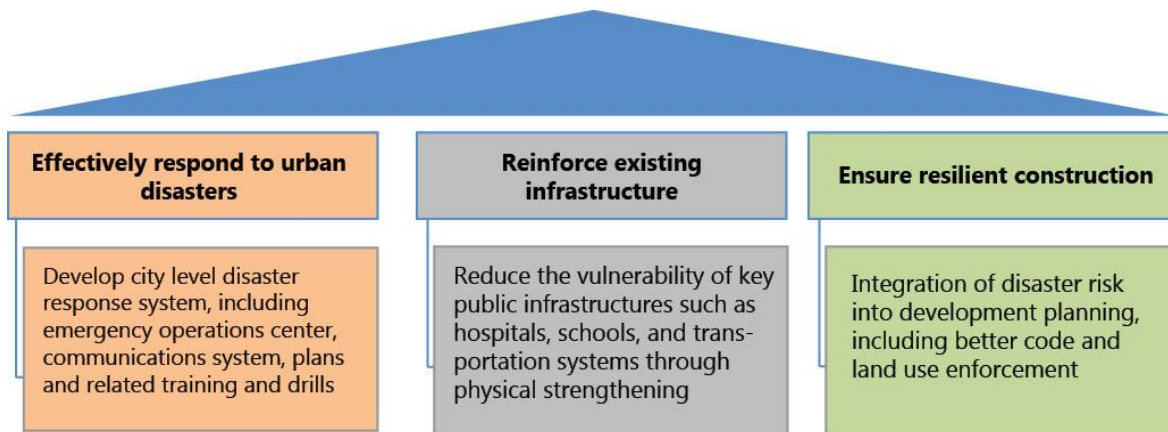 Effectively respond to urban
disasters
Develop city level disaster
response system, including
emergency operations center,
communications system, plans
and related training and drills
Reinforce existing
infrastructure
Reduce the vulnerability of key
public infrastructures such as
hospitals, schools, and trans-
portation systems through
physical strengthening
Ensure resilient construction
Integration of disaster risk
into development planning,
including better code and
land use enforcement